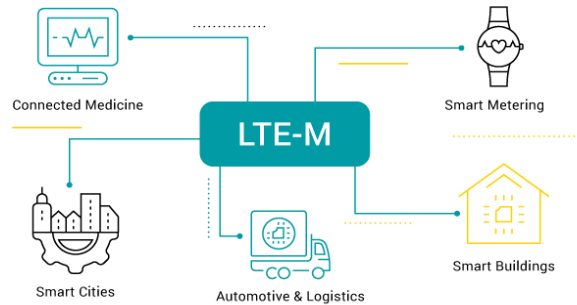 Connected Medicine
Smart Metering
LTE-M
Smart Cities
Automotive & Logistics
Smart Buildings